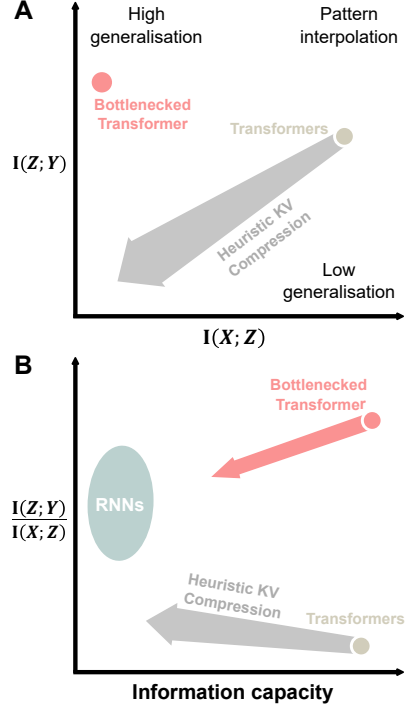 A
High
generalisation
Pattern
interpolation
Bottlenecked
Transformer
Transformers
I(Z; Y)
Heuristic KV
Compression
Low
generalisation
I(X; Z)
B
Bottlenecked
Transformer
I(Z; Y)
I(X; Z)
RNNs
Heuristic KV
Compression
Transformers
Information capacity